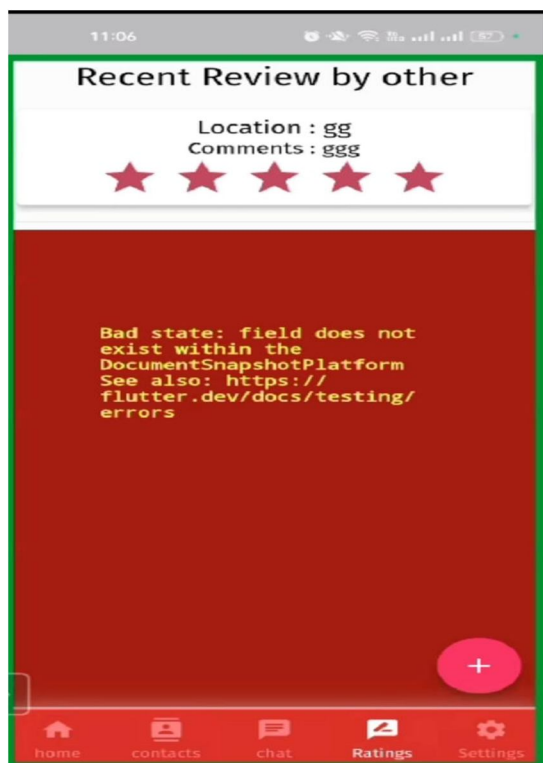 11:06
57
Recent Review by other
Location : gg
Comments : ggg
Bad state: field does not
exist within the
DocumentSnapshotPlatform
See also: https://
flutter.dev/docs/testing/
errors
+
home contacts chat Ratings Settings